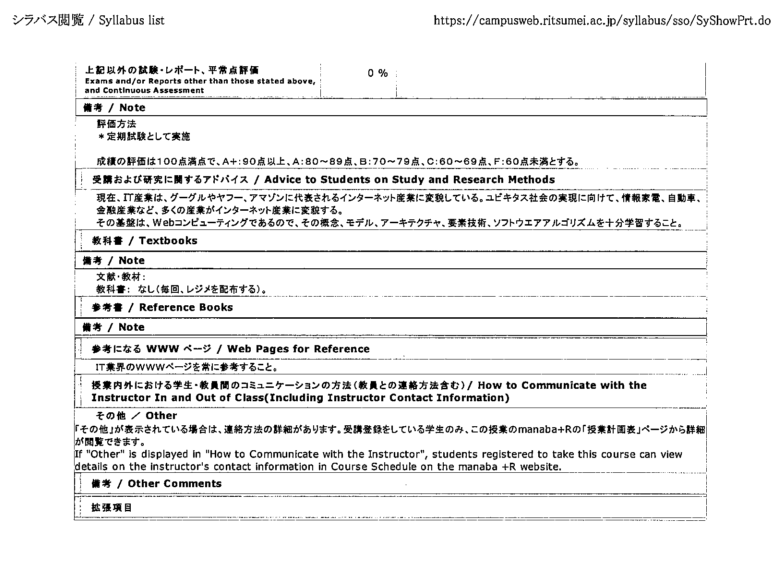 シラバス閲覧 / Syllabus list
https://campusweb.ritsumei.ac.jp/syllabus/sso/SyShowPrt.do
上記以外の試験・レポート、平常点評価
Exams and/or Reports other than those stated above,
and Continuous Assessment
0 %
備考 / Note
評価方法
＊定期試験として実施
成績の評価は100点満点で、A+:90点以上、A:80～89点、B:70～79点、C:60～69点、F:60点未満とする。
受講および研究に関するアドバイス / Advice to Students on Study and Research Methods
現在、IT産業は、グーグルやヤフー、アマゾンに代表されるインターネット産業に変貌している。ユビキタス社会の実現に向けて、情報家電、自動車、
金融産業など、多くの産業がインターネット産業に変貌する。
その基盤は、Webコンピューティングであるので、その概念、モデル、アーキテクチャ、要素技術、ソフトウエアアルゴリズムを十分学習すること。
教科書 / Textbooks
備考 / Note
文献・教材:
教科書: なし(毎回、レジメを配布する)。
参考書 / Reference Books
備考 / Note
参考になる WWW ページ / Web Pages for Reference
IT業界のWWWページを常に参考すること。
授業内外における学生・教員間のコミュニケーションの方法(教員との連絡方法含む) / How to Communicate with the
Instructor In and Out of Class(Including Instructor Contact Information)
その他 ／ Other
「その他」が表示されている場合は、連絡方法の詳細があります。受講登録をしている学生のみ、この授業のmanaba+Rの「授業計画表」ページから詳細
が閲覧できます。
If "Other" is displayed in "How to Communicate with the Instructor", students registered to take this course can view
details on the instructor's contact information in Course Schedule on the manaba +R website.
備考 / Other Comments
拡張項目